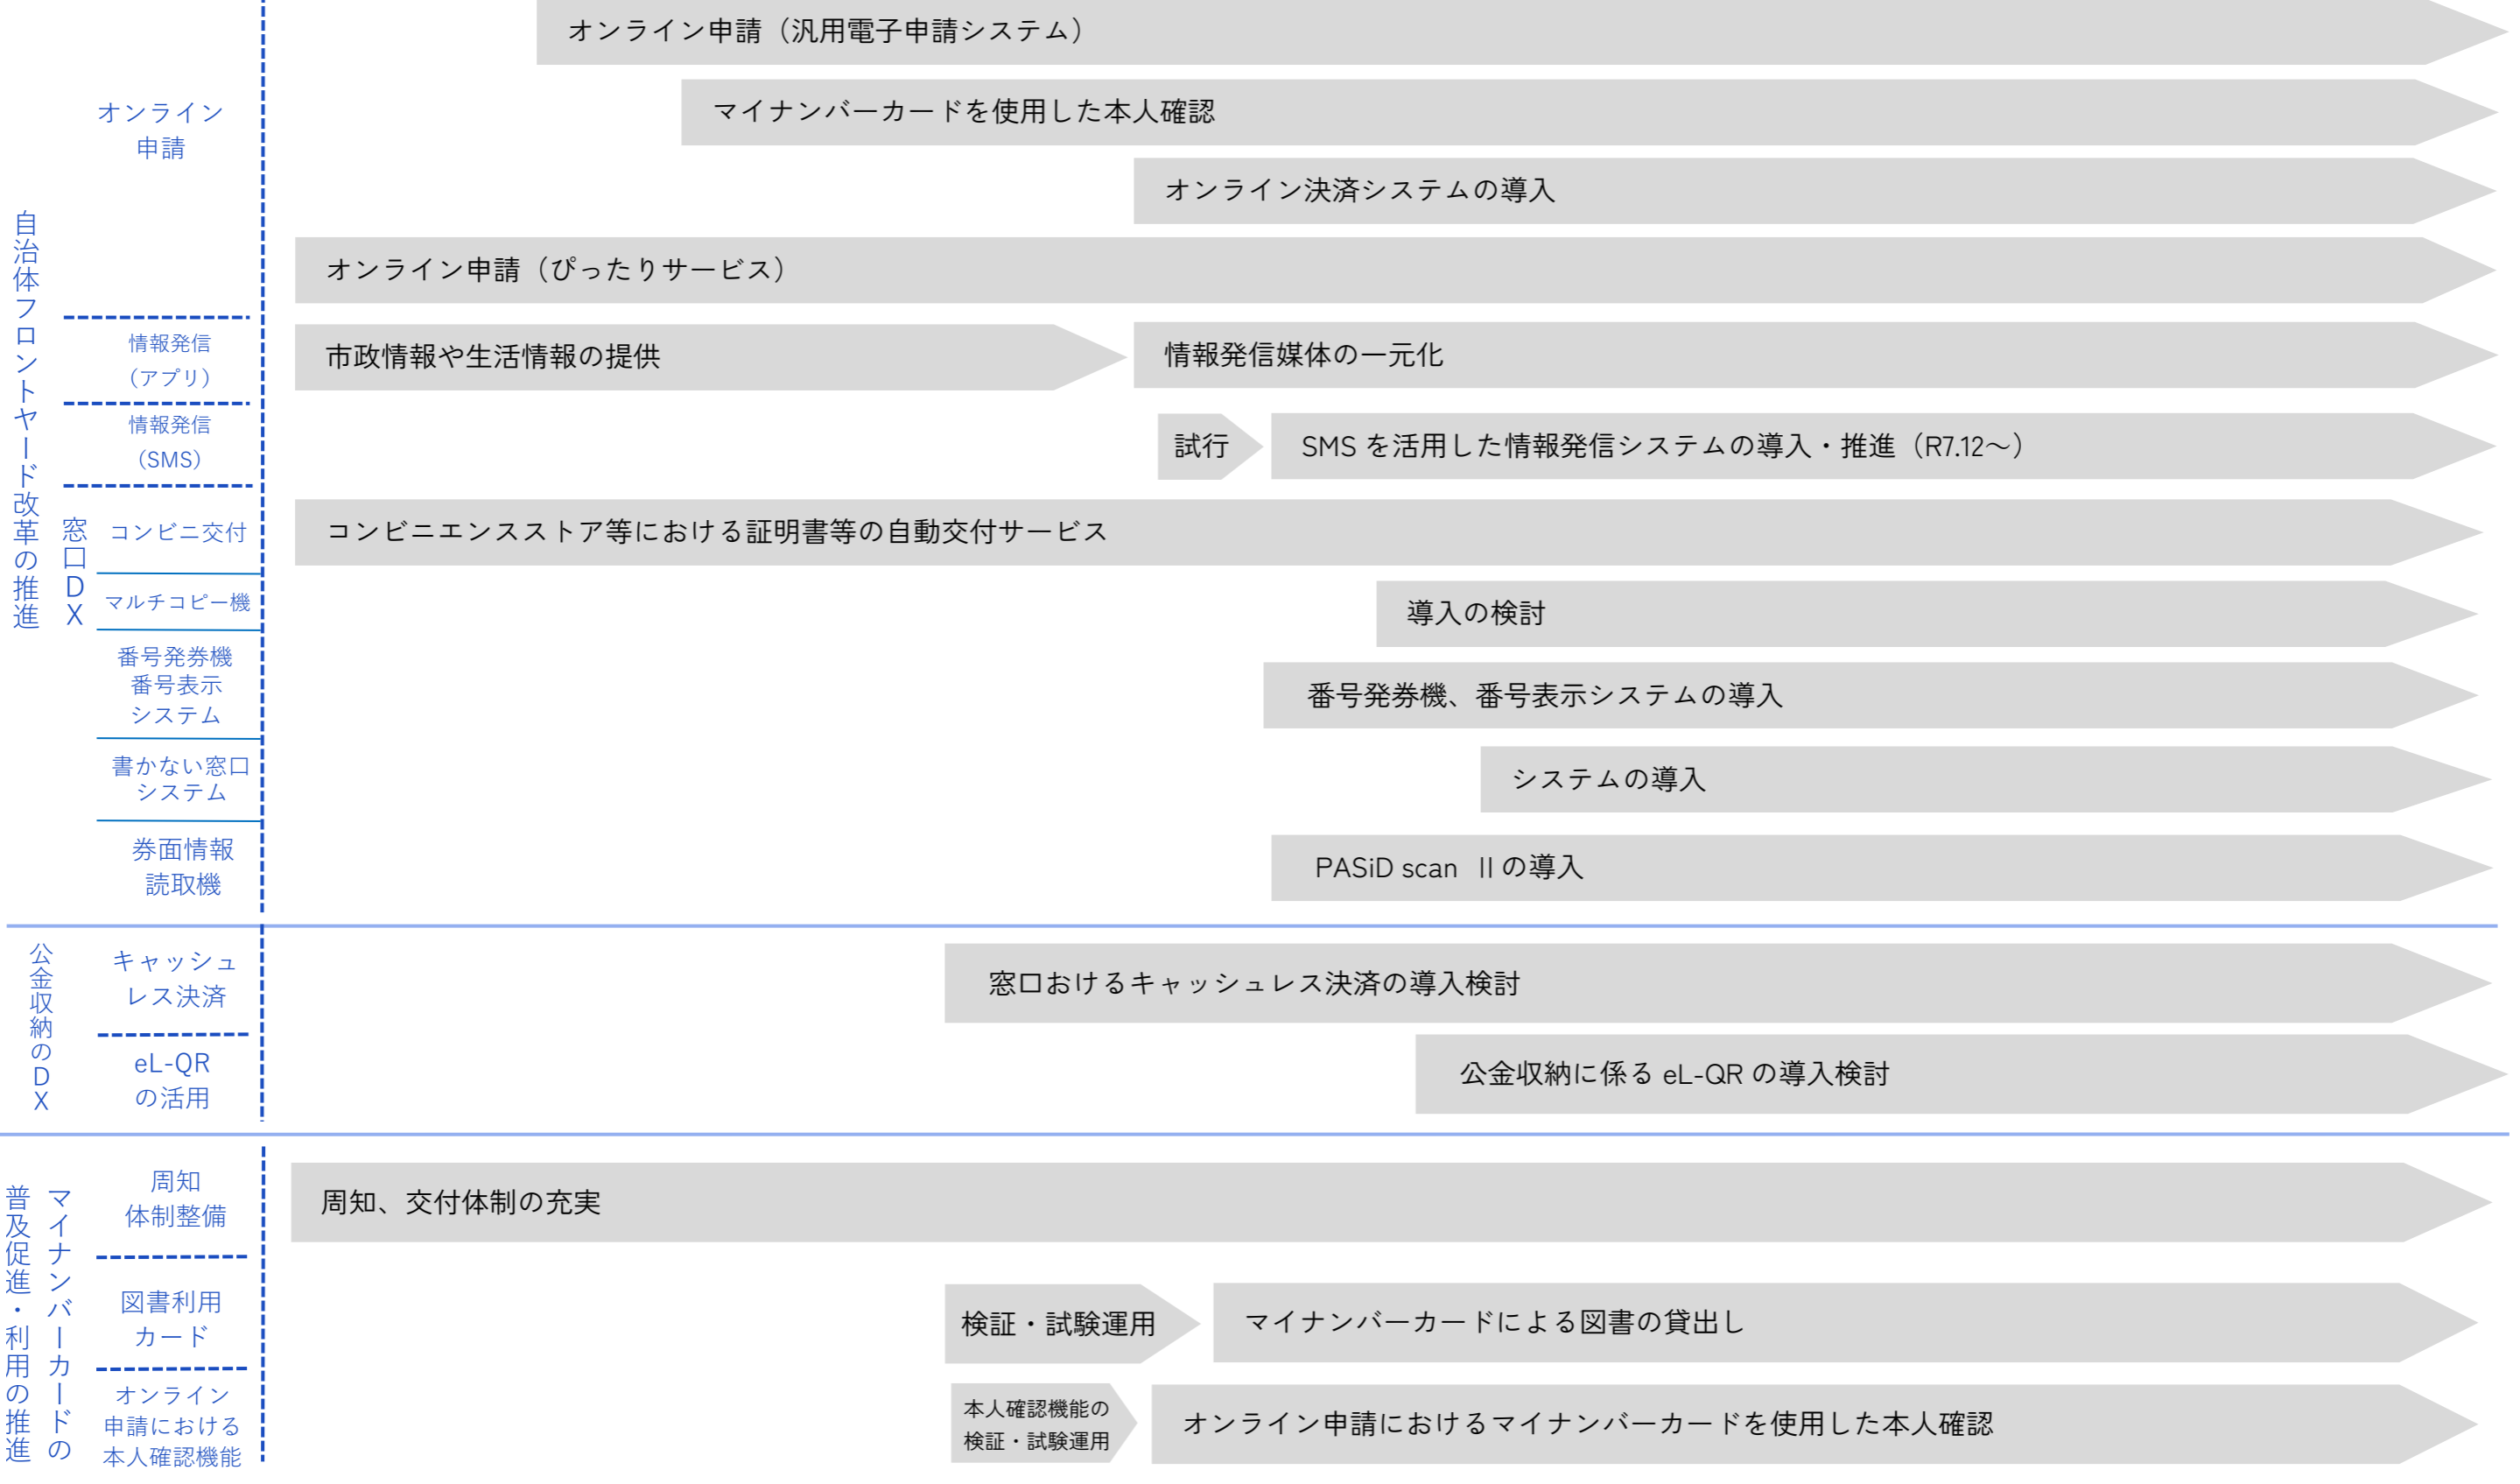 自治体フロントヤード改革の推進
オンライン
申請
オンライン申請（汎用電子申請システム）
マイナンバーカードを使用した本人確認
オンライン決済システムの導入
オンライン申請（ぴったりサービス）
情報発信
（アプリ）
市政情報や生活情報の提供
情報発信媒体の一元化
情報発信
（SMS）
試行
SMS を活用した情報発信システムの導入・推進（R7.12～）
窓口DX
コンビニ交付
コンビニエンスストア等における証明書等の自動交付サービス
マルチコピー機
導入の検討
番号発券機
番号表示
システム
番号発券機、番号表示システムの導入
書かない窓口
システム
システムの導入
券面情報
読取機
PASiD scan Ⅱの導入
公金収納のDX
キャッシュ
レス決済
窓口おけるキャッシュレス決済の導入検討
eL-QR
の活用
公金収納に係る eL-QR の導入検討
マイナンバーカードの
普及促進・利用の推進
周知
体制整備
周知、交付体制の充実
図書利用
カード
検証・試験運用
マイナンバーカードによる図書の貸出し
オンライン
申請における
本人確認機能
本人確認機能の
検証・試験運用
オンライン申請におけるマイナンバーカードを使用した本人確認